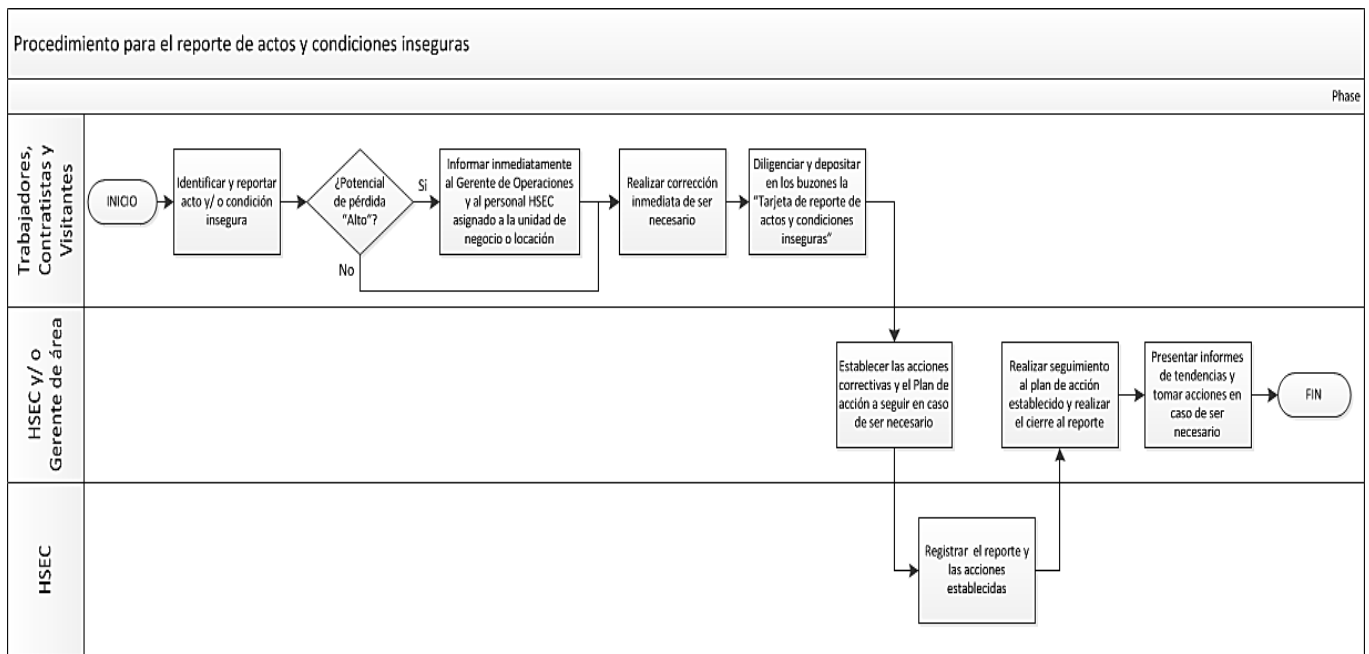 Procedimiento para el reporte de actos y condiciones inseguras
Phase
Trabajadores,
Contratistas y
Visitantes
INICIO
Identificar y reportar
acto y/ o condición
insegura
¿Potencial
de pérdida
"Alto"?
Si
No
Informar inmediatamente
al Gerente de Operaciones
y al personal HSEC
asignado a la unidad de
negocio o locación
Realizar corrección
inmediata de ser
necesario
Diligenciar y depositar
en los buzones la
"Tarjeta de reporte de
actos y condiciones
inseguras"
HSEC y/ o
Gerente de área
Establecer las acciones
correctivas y el Plan de
acción a seguir en caso
de ser necesario
Realizar seguimiento
al plan de acción
establecido y realizar
el cierre al reporte
Presentar informes
de tendencias y
tomar acciones en
caso de ser
necesario
FIN
HSEC
Registrar el reporte y
las acciones
establecidas